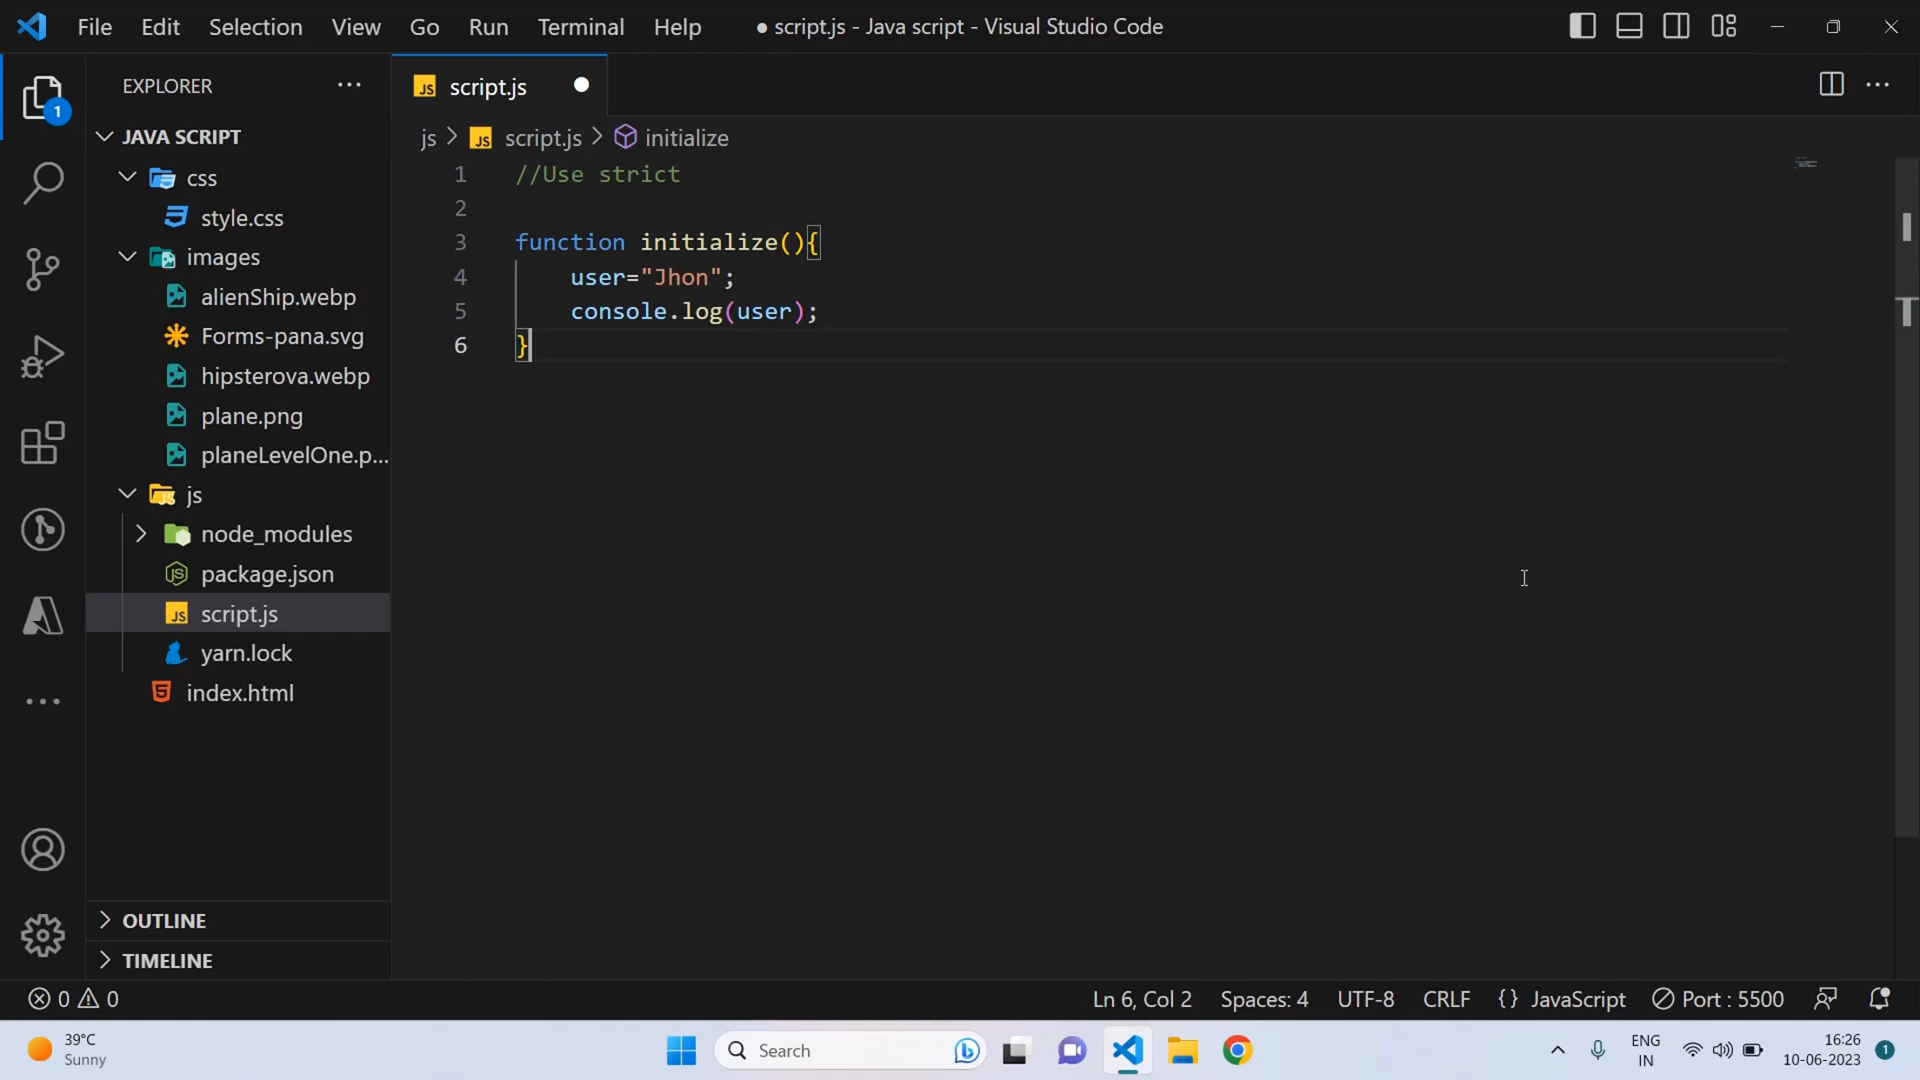 File Edit Selection View Go Run Terminal Help ● script.js - Java script - Visual Studio Code
EXPLORER
script.js
JAVA SCRIPT
js > script.js > initialize
css
style.css
images
alienShip.webp
Forms-pana.svg
hipsterova.webp
plane.png
planeLevelOne.p...
js
node_modules
package.json
script.js
yarn.lock
index.html
OUTLINE
TIMELINE
1
1 //Use strict
2
3 function initialize(){
4 user="Jhon";
5 console.log(user);
6 }
0 0 Ln 6, Col 2 Spaces: 4 UTF-8 CRLF {} JavaScript Port : 5500
39°C
Sunny
Search
ENG
IN
16:26
10-06-2023
1